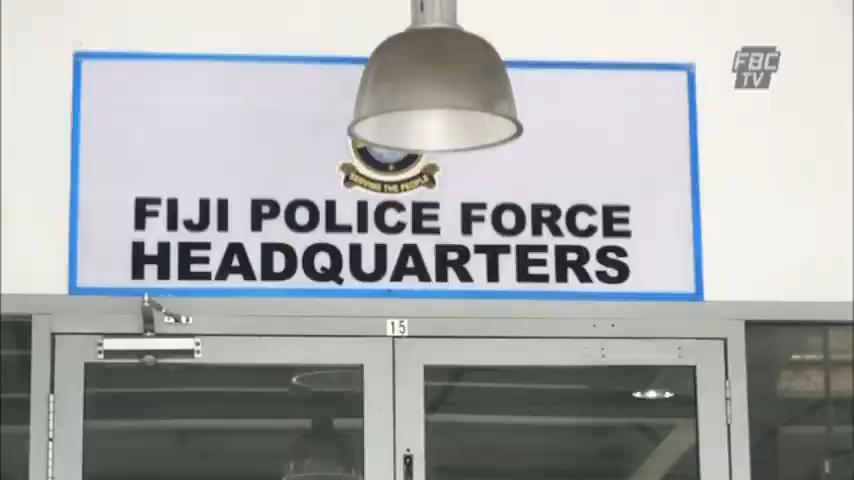 FBC
TV
SERVING THE PEOPLE
FIJI POLICE FORCE
HEADQUARTERS
15